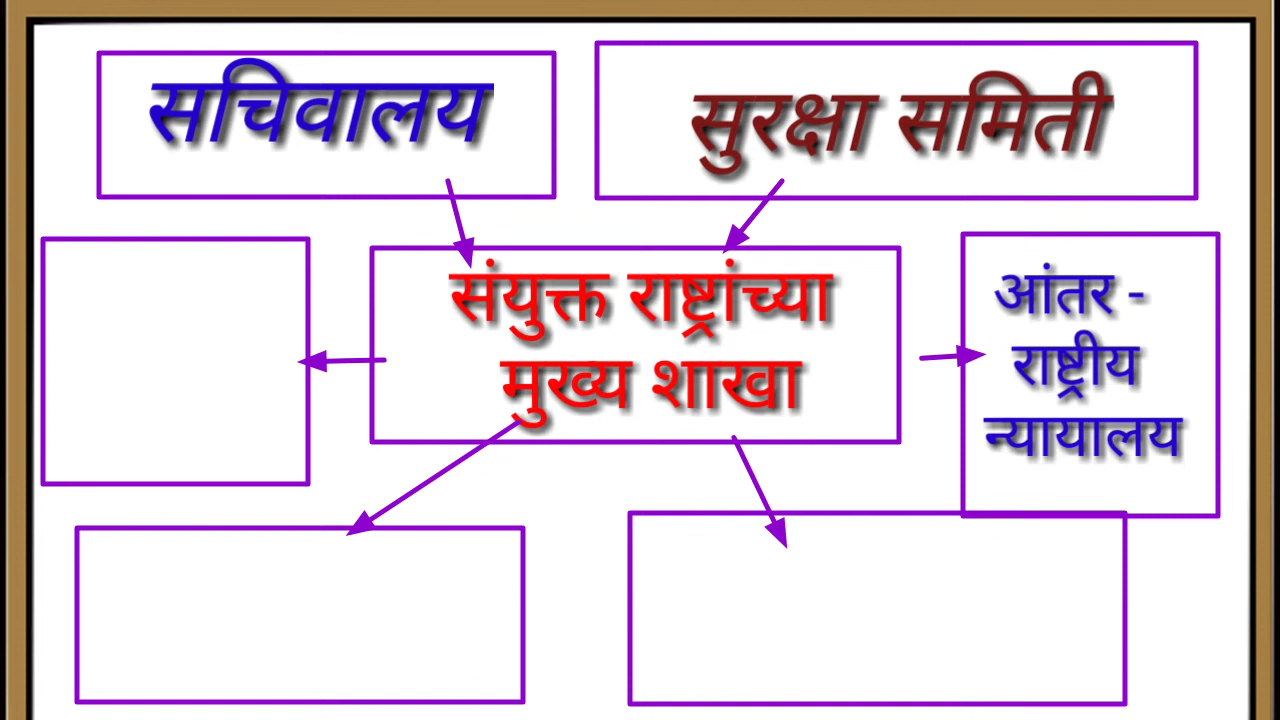 सचिवालय
सुरक्षा समिती
संयुक्त राष्ट्रांच्या
मुख्य शाखा
आंतर -
राष्ट्रीय
न्यायालय